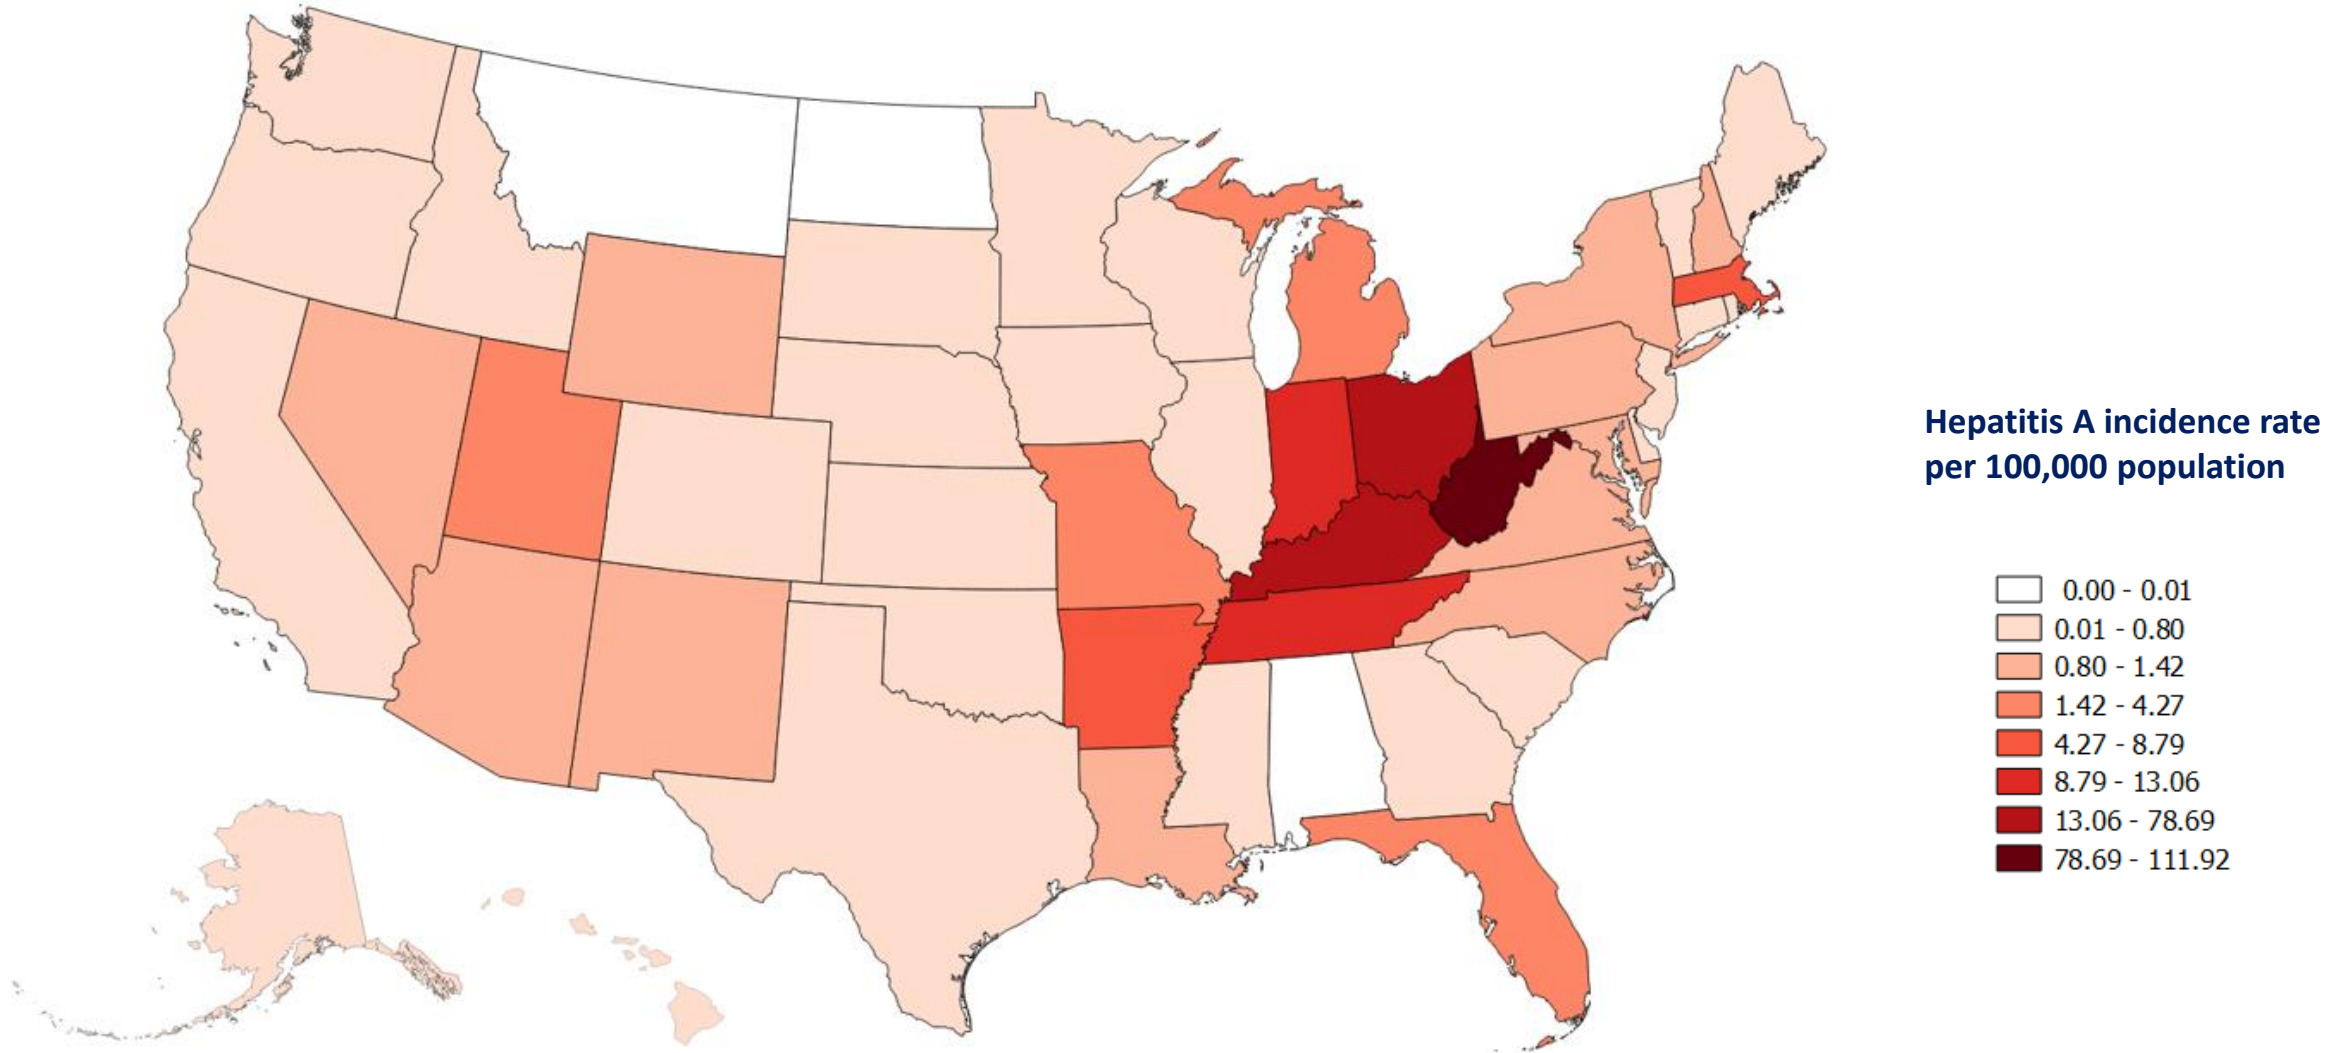 Hepatitis A incidence rate
per 100,000 population
0.00 - 0.01
0.01 - 0.80
0.80 - 1.42
1.42 - 4.27
4.27 - 8.79
8.79 - 13.06
13.06 - 78.69
78.69 - 111.92